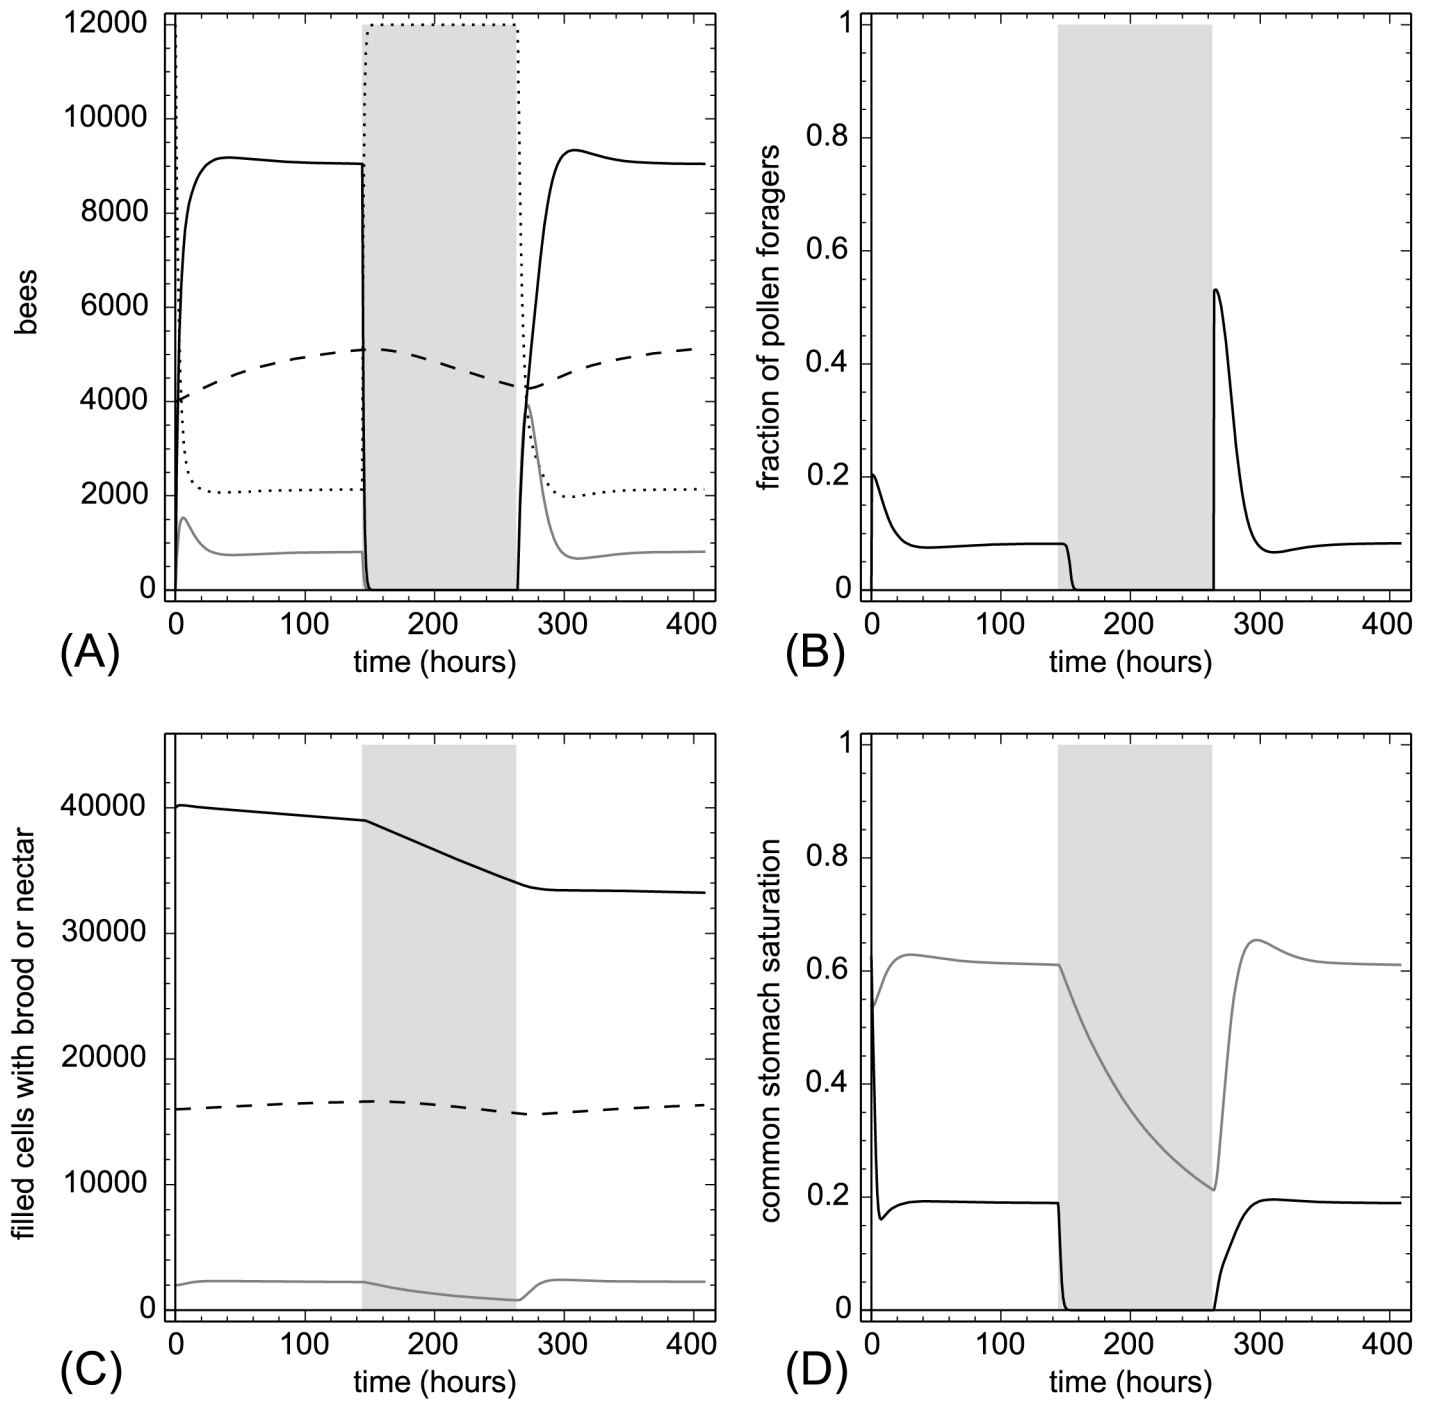 12000
10000
8000
6000
4000
2000
0
bees
0 100 200 300 400
time (hours)
(A)
1
0.8
0.6
0.4
0.2
0
fraction of pollen foragers
0 100 200 300 400
time (hours)
(B)
40000
30000
20000
10000
0
filled cells with brood or nectar
0 100 200 300 400
time (hours)
(C)
1
0.8
0.6
0.4
0.2
0
common stomach saturation
0 100 200 300 400
time (hours)
(D)